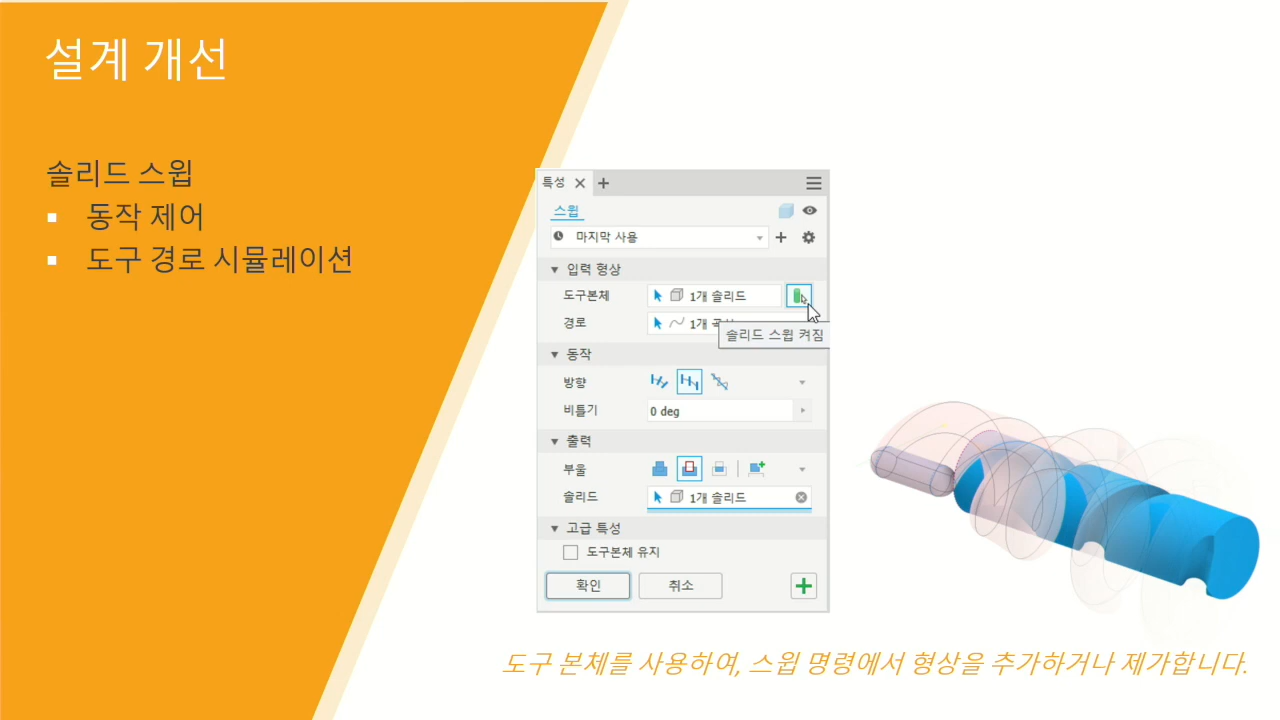 설계 개선
솔리드 스윕
▪ 동작 제어
▪ 도구 경로 시뮬레이션
특성
스윕
마지막 사용
입력 형상
도구본체 1개 솔리드
경로 1개
솔리드 스윕 켜짐
동작
방향
비틀기 0 deg
출력
부울
솔리드 1개 솔리드
고급 특성
도구본체 유지
확인 취소
도구 본체를 사용하여, 스윕 명령에서 형상을 추가하거나 제가합니다.